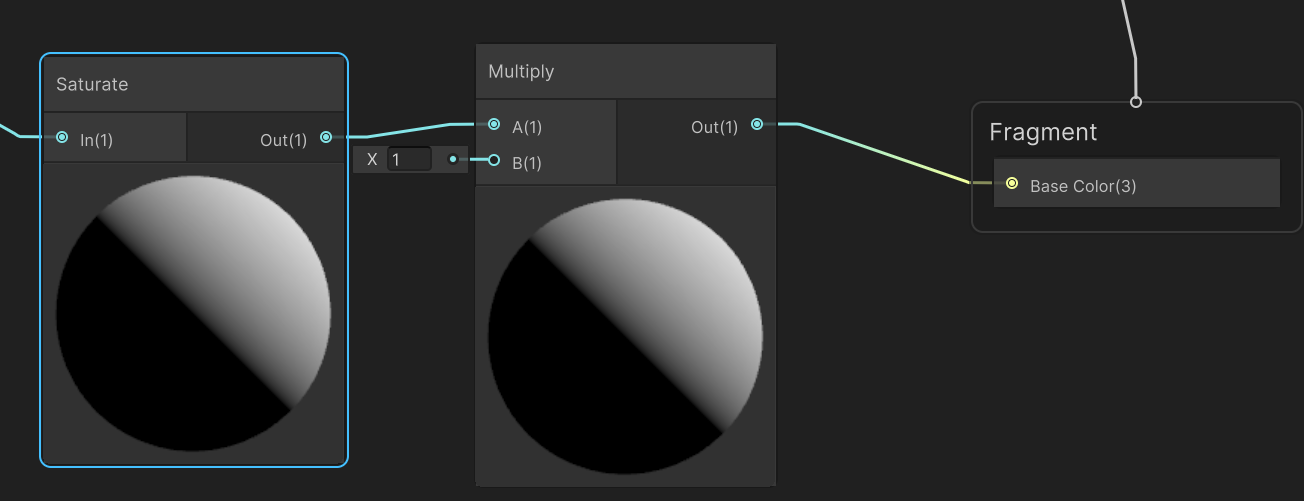 Saturate
In(1)
Out(1)
X 1
Multiply
A(1)
B(1)
Out(1)
Fragment
Base Color(3)